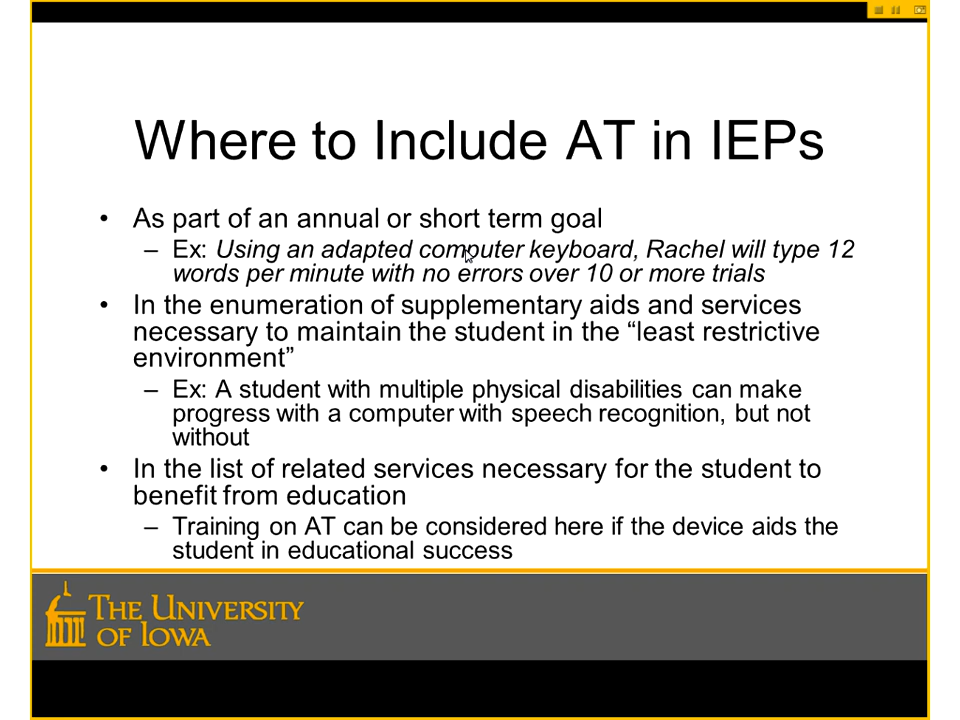 Where to Include AT in IEPs
• As part of an annual or short term goal
– Ex: Using an adapted computer keyboard, Rachel will type 12
words per minute with no errors over 10 or more trials
• In the enumeration of supplementary aids and services
necessary to maintain the student in the “least restrictive
environment”
– Ex: A student with multiple physical disabilities can make
progress with a computer with speech recognition, but not
without
• In the list of related services necessary for the student to
benefit from education
– Training on AT can be considered here if the device aids the
student in educational success
THE UNIVERSITY
OF IOWA